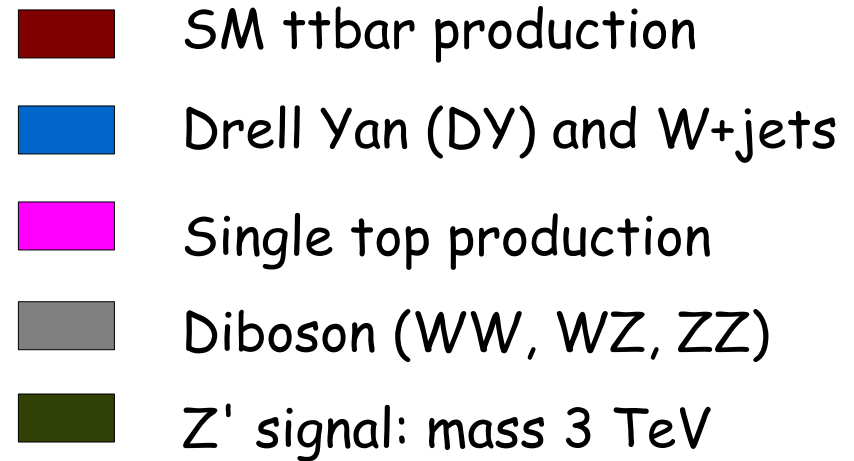 SM ttbar production
Drell Yan (DY) and W+jets
Single top production
Diboson (WW, WZ, ZZ)
Z' signal: mass 3 TeV